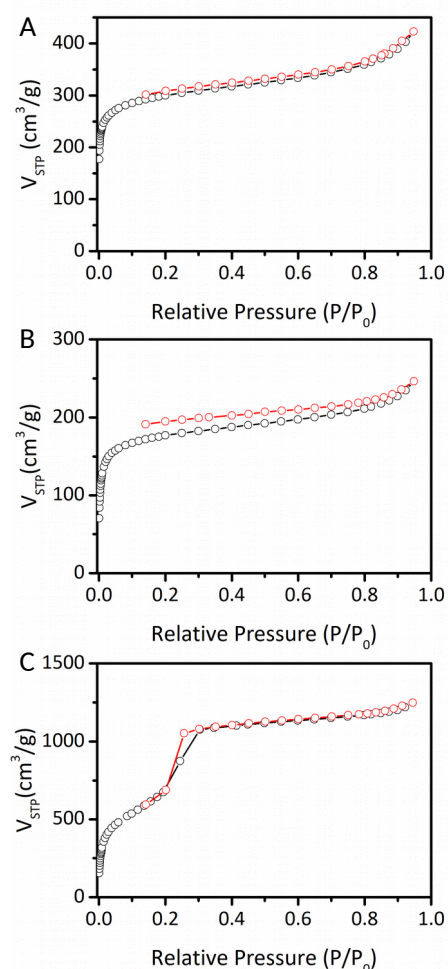 A
V_STP (cm³/g)
400
300
200
100
0
0.0 0.2 0.4 0.6 0.8 1.0
Relative Pressure (P/P₀)
B
V_STP(cm³/g)
300
200
100
0
0.0 0.2 0.4 0.6 0.8 1.0
Relative Pressure (P/P₀)
C
V_STP(cm³/g)
1500
1000
500
0
0.0 0.2 0.4 0.6 0.8 1.0
Relative Pressure (P/P₀)